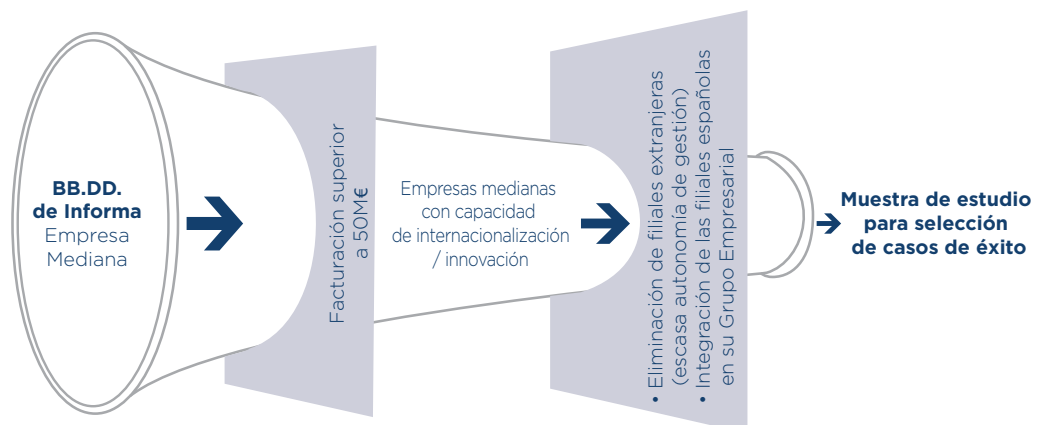 BB.DD.
de Informa
Empresa
Mediana
Facturación superior
a 50M€
Empresas medianas
con capacidad
de internacionalización
/ innovación
• Eliminación de filiales extranjeras
(escasa autonomía de gestión)
• Integración de las filiales españolas
en su Grupo Empresarial
Muestra de estudio
para selección
de casos de éxito